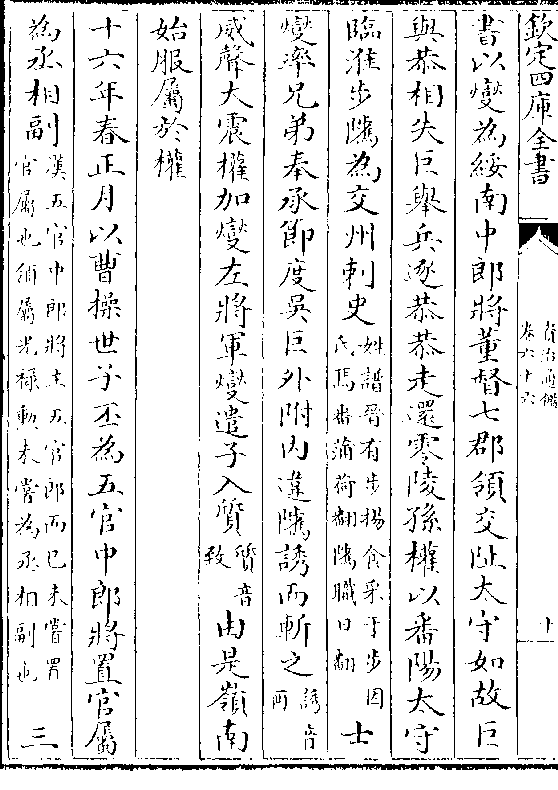 欽定四庫全書
資治通鑑
卷六十六
十
書以燮為綏南中郎將董督七郡領交阯太守如故巨
與恭相失巨舉兵逐恭恭走還零陵孫權以番陽太守
臨淮步隲為交州刺史姓譜晉有步揚食采于步因氏焉番蒲荷翻隲職日翻士
燮率兄弟奉承節度吳巨外附内違隲誘而斬之誘音酉
威聲大震權加燮左將軍燮遣子入質質音致由是嶺南
始服屬於權
十六年春正月以曹操世子丕為五官中郎將置官屬
為丞相副漢五官中郎將主五官郎而已未嘗置官屬也綱屬光祿勳未嘗為丞相副也三